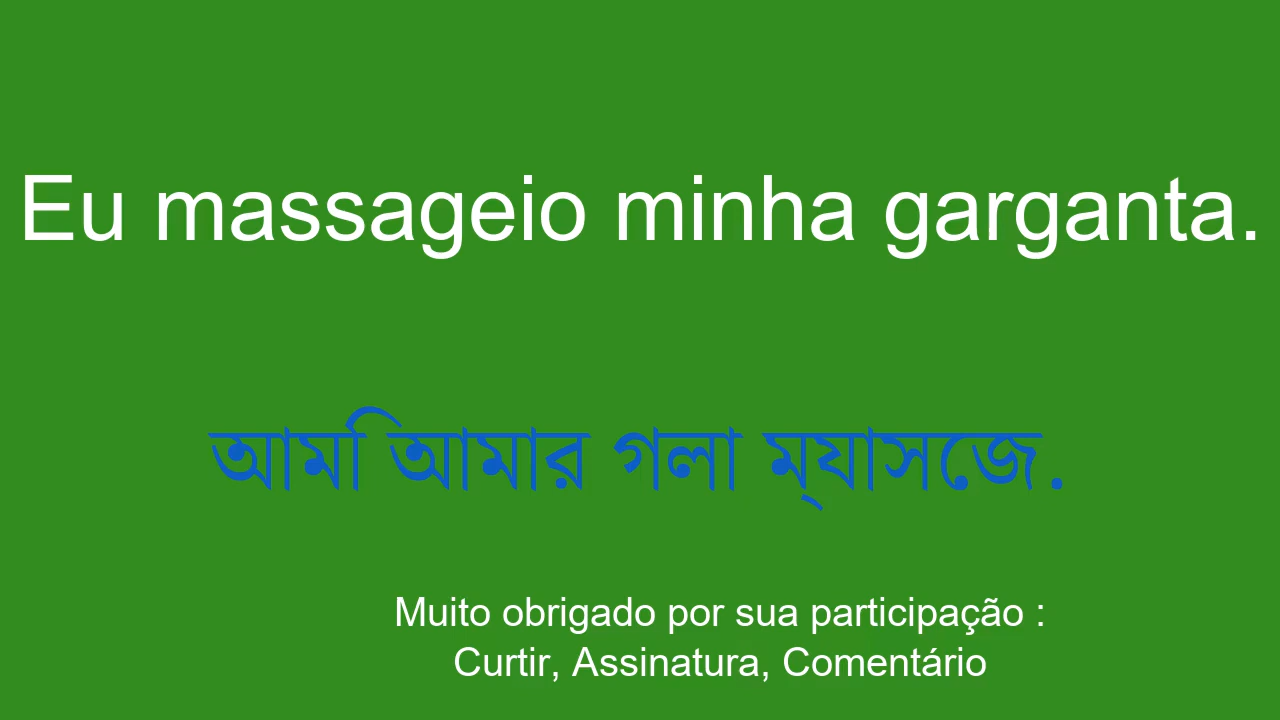 Eu massageio minha garganta.
আমি আমার গলা ম্যাসজে.
Muito obrigado por sua participação :
Curtir, Assinatura, Comentário